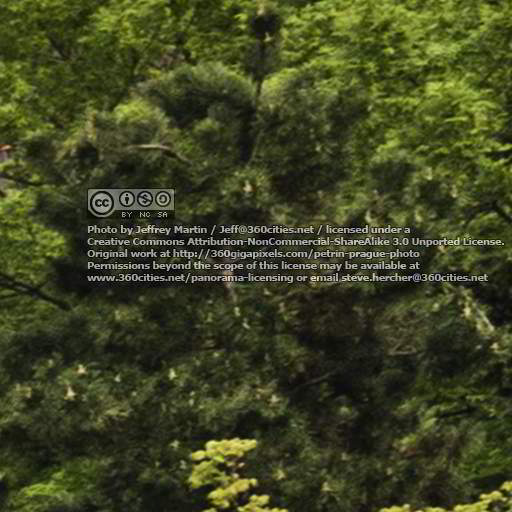 cc
BY NC SA
Photo by Jeffrey Martin / Jeff@360cities.net / licensed under a
Creative Commons Attribution-NonCommercial-ShareAlike 3.0 Unported License.
Original work at http://360gigapixels.com/petrin-prague-photo
Permissions beyond the scope of this license may be available at
www.360cities.net/panorama-licensing or email steve.hercher@360cities.net